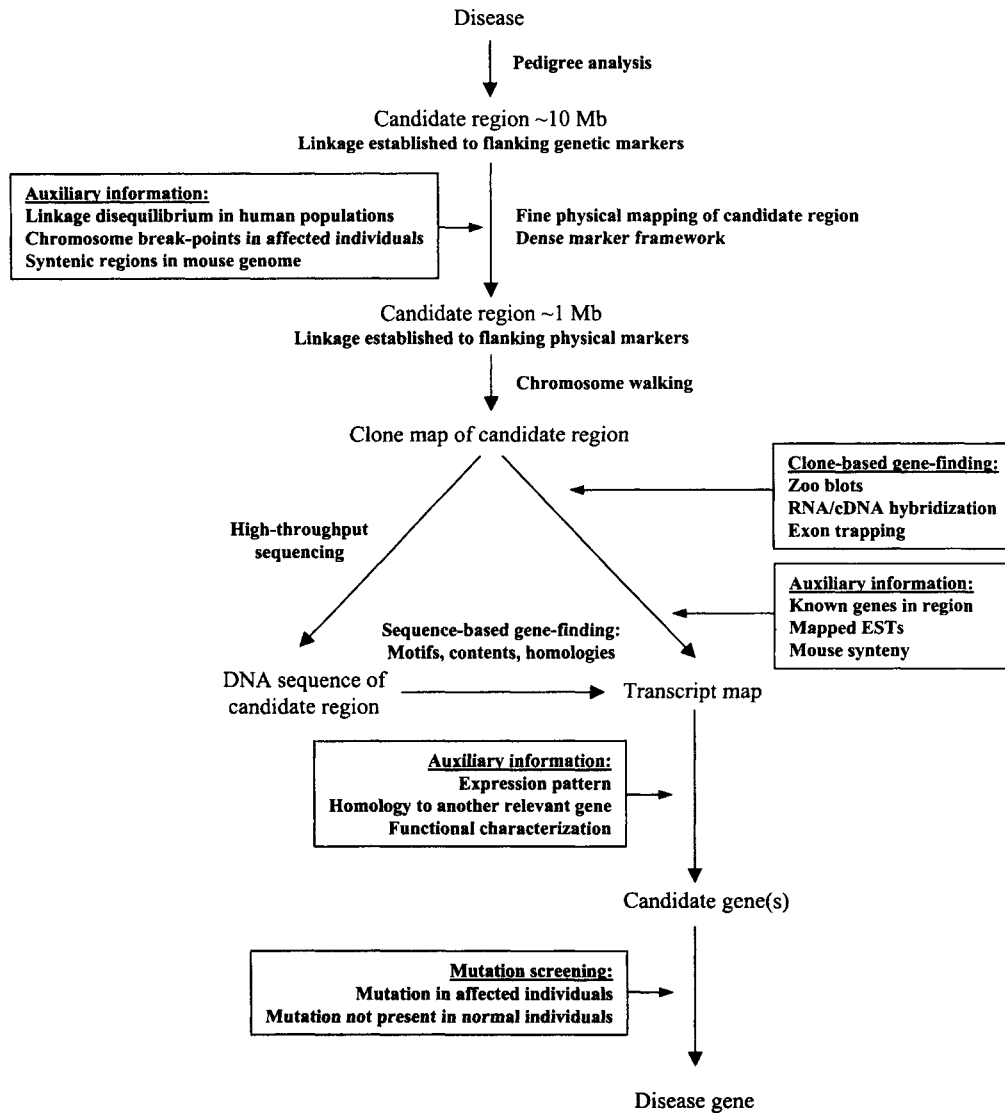 Disease
Pedigree analysis
Candidate region ~10 Mb
Linkage established to flanking genetic markers
Auxiliary information:
Linkage disequilibrium in human populations
Chromosome break-points in affected individuals
Syntenic regions in mouse genome
Fine physical mapping of candidate region
Dense marker framework
Candidate region ~1 Mb
Linkage established to flanking physical markers
Chromosome walking
Clone map of candidate region
Clone-based gene-finding:
Zoo blots
RNA/cDNA hybridization
Exon trapping
High-throughput
sequencing
Auxiliary information:
Known genes in region
Mapped ESTs
Mouse synteny
Sequence-based gene-finding:
Motifs, contents, homologies
DNA sequence of
candidate region
Transcript map
Auxiliary information:
Expression pattern
Homology to another relevant gene
Functional characterization
Candidate gene(s)
Mutation screening:
Mutation in affected individuals
Mutation not present in normal individuals
Disease gene